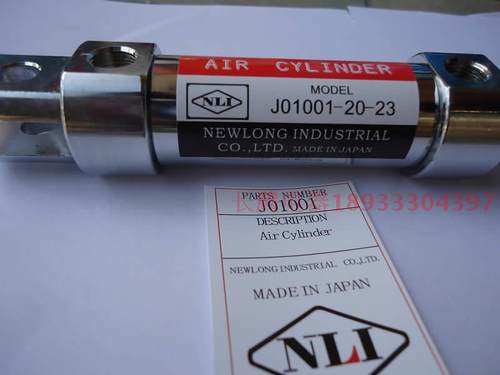 AIR CYLINDER
NLI
MODEL
J01001-20-23
NEWLONG INDUSTRIAL
CO.,LTD. MADE IN JAPAN
PARTS NUMBER
J01001
18933304397
DESCRIPTION
Air Cylinder
NEWLONG INDUSTRIAL CO.,LTD.
MADE IN JAPAN
NLI